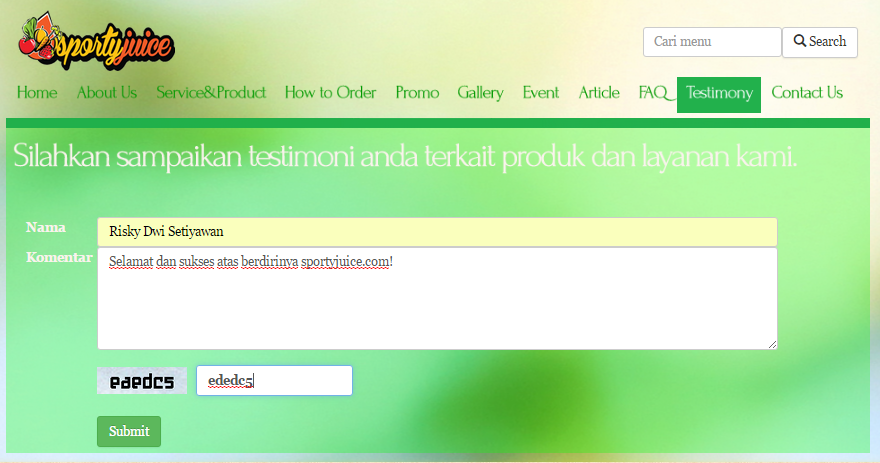 sportyjuice
Cari menu
Search
Home About Us Service&Product How to Order Promo Gallery Event Article FAQ Testimony Contact Us
Silahkan sampaikan testimoni anda terkait produk dan layanan kami.
Nama Risky Dwi Setiyawan
Komentar Selamat dan sukses atas berdirinya sportyjuice.com!
eaedc5 ededc5
Submit